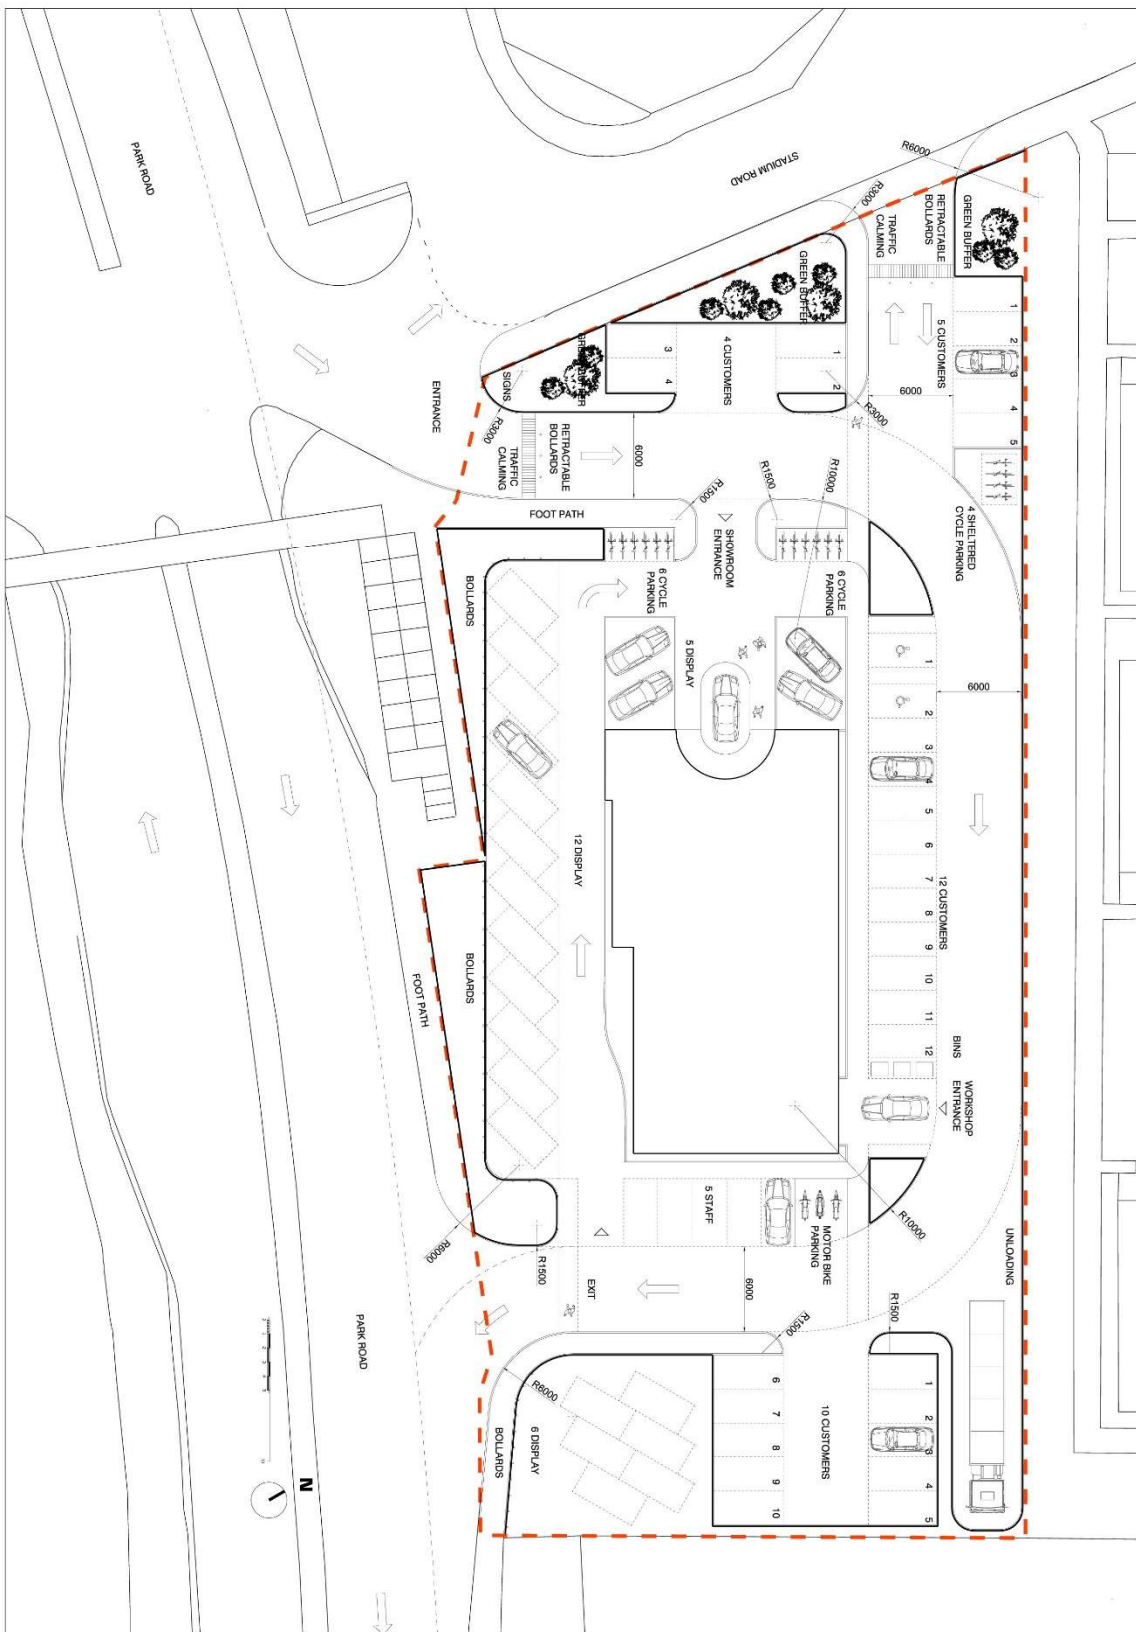 PARK ROAD
STADIUM ROAD
R6000
R3000
TRAFFIC
CALMING
RETRACTABLE
BOLLARDS
GREEN BUFFER
GREEN BUFFER
1
2
3
4
5
5 CUSTOMERS
6000
R3000
4 CUSTOMERS
1
2
3
4
GREEN BUFFER
SIGNS
R3000
ENTRANCE
RETRACTABLE
BOLLARDS
TRAFFIC
CALMING
6000
R1500
R1500
R10000
4 SHELTERED
CYCLE PARKING
FOOT PATH
SHOWROOM
ENTRANCE
6 CYCLE
PARKING
6 CYCLE
PARKING
BOLLARDS
5 DISPLAY
1
2
3
4
5
6
7
8
9
10
11
12
6000
12 CUSTOMERS
12 DISPLAY
BOLLARDS
FOOT PATH
BINS
WORKSHOP
ENTRANCE
R10000
5 STAFF
MOTOR BIKE
PARKING
UNLOADING
R6000
R1500
EXIT
6000
R1500
R1500
PARK ROAD
R6000
BOLLARDS
6 DISPLAY
6
7
8
9
10
10 CUSTOMERS
1
2
3
4
5
N